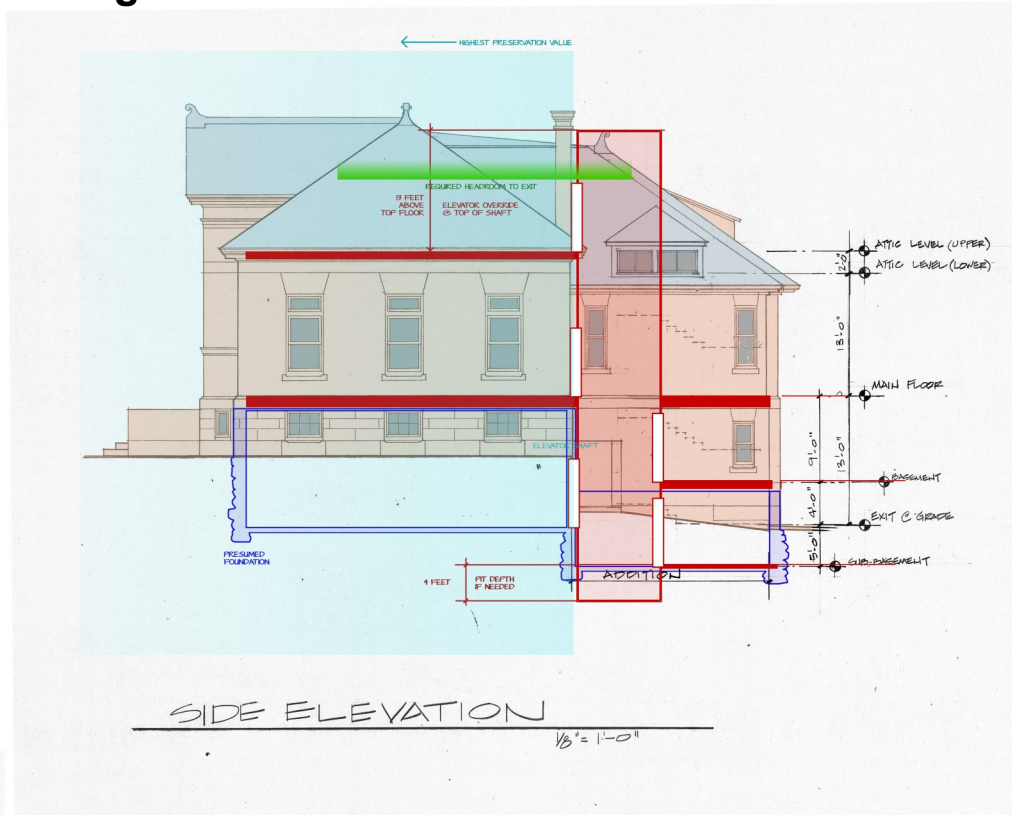 HIGHEST PRESERVATION VALUE
REQUIRED HEADROOM TO EXIT
13 FEET
ABOVE
TOP FLOOR
ELEVATOR OVERRIDE
@ TOP OF SHAFT
ATTIC LEVEL (UPPER)
2'-0"
ATTIC LEVEL (LOWER)
13'-0"
MAIN FLOOR
ELEVATOR SHAFT
9'-0"
13'-0"
BASEMENT
4'-0"
EXIT @ GRADE
PRESUMED
FOUNDATION
5'-0"
SUB-BASEMENT
4 FEET
PIT DEPTH
IF NEEDED
ADDITION
SIDE ELEVATION
1/8" = 1'-0"